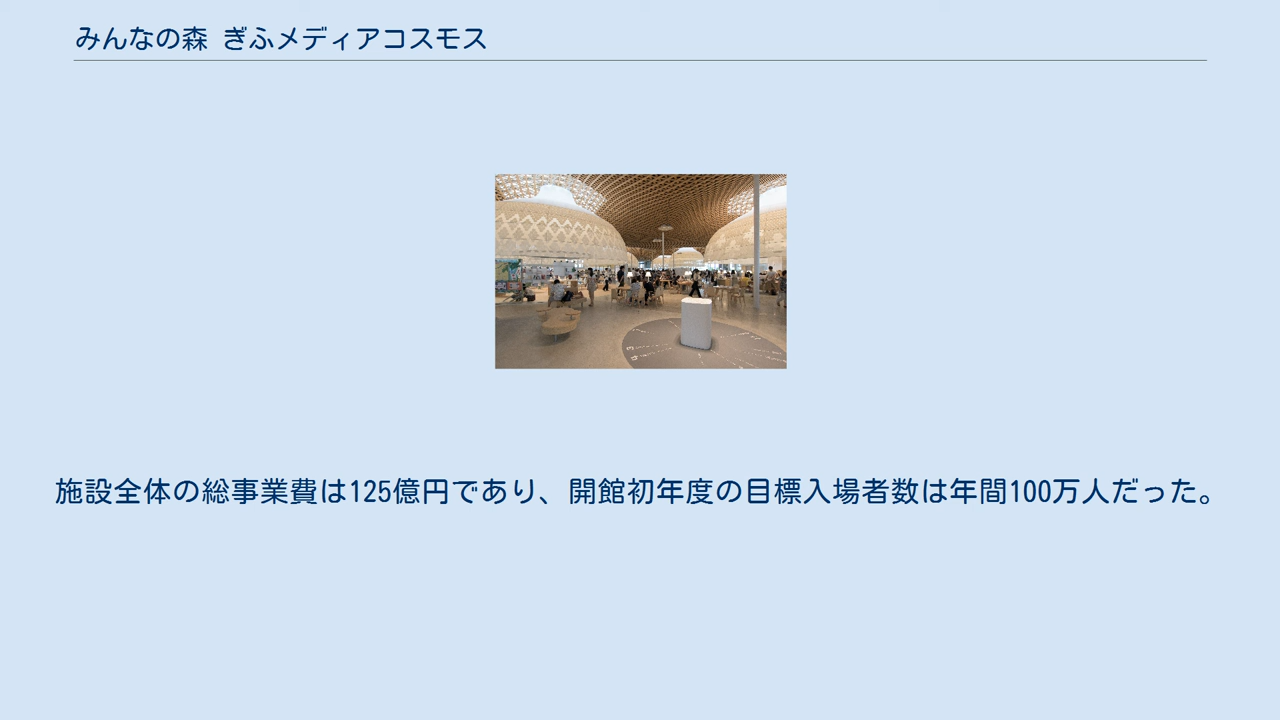 みんなの森 ぎふメディアコスモス
施設全体の総事業費は125億円であり、開館初年度の目標入場者数は年間100万人だった。